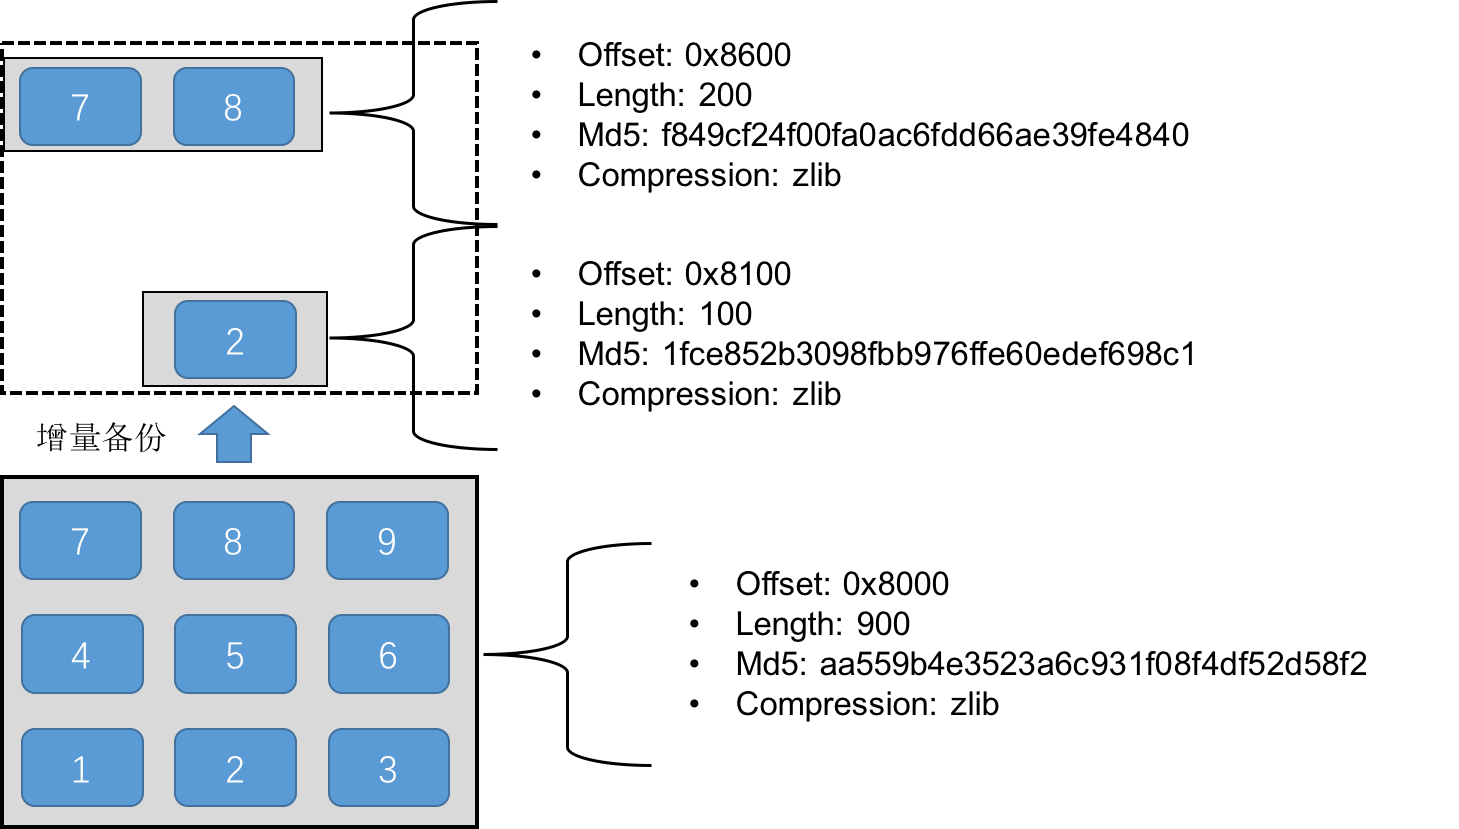 7 8
• Offset: 0x8600
• Length: 200
• Md5: f849cf24f00fa0ac6fdd66ae39fe4840
• Compression: zlib
2
• Offset: 0x8100
• Length: 100
• Md5: 1fce852b3098fbb976ffe60edef698c1
• Compression: zlib
增量备份
7 8 9
4 5 6
1 2 3
• Offset: 0x8000
• Length: 900
• Md5: aa559b4e3523a6c931f08f4df52d58f2
• Compression: zlib